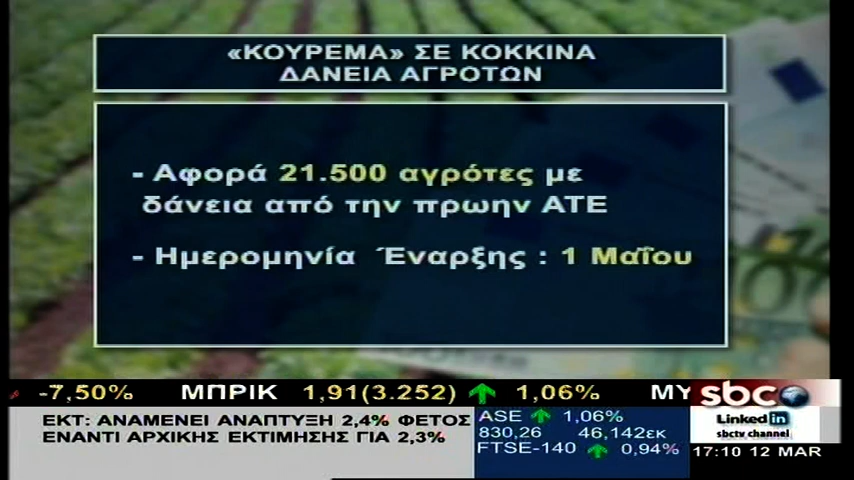 «ΚΟΥΡΕΜΑ» ΣΕ ΚΟΚΚΙΝΑ
ΔΑΝΕΙΑ ΑΓΡΟΤΩΝ
- Αφορά 21.500 αγρότες με
δάνεια από την πρωην ΑΤΕ
- Ημερομηνία Έναρξης : 1 Μαΐου
-7,50% ΜΠΡΙΚ 1,91(3.252) 1,06% MY
sbc
ΕΚΤ: ΑΝΑΜΕΝΕΙ ΑΝΑΠΤΥΞΗ 2,4% ΦΕΤΟΣ
ΕΝΑΝΤΙ ΑΡΧΙΚΗΣ ΕΚΤΙΜΗΣΗΣ ΓΙΑ 2,3%
ASE 1,06%
830,26 46,142εκ
FTSE-140 0,94%
Linked in
sbctv channel
17:10 12 MAR